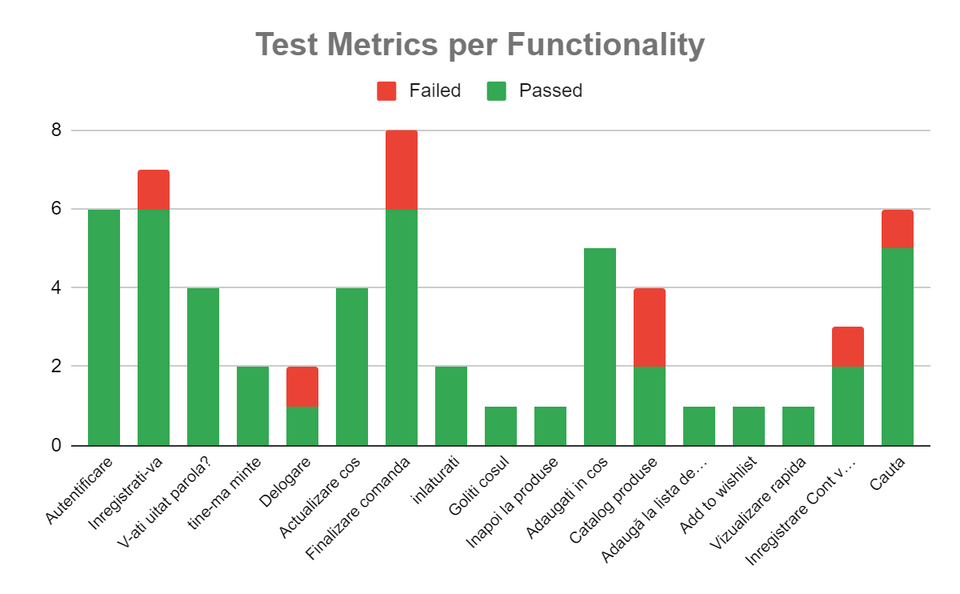 Test Metrics per Functionality
Failed
Passed
8
6
4
2
0
Autentificare
Inregistrati-va
V-ati uitat parola?
tine-ma minte
Delogare
Actualizare cos
Finalizare comanda
inlaturati
Goliti cosul
Inapoi la produse
Adaugati in cos
Catalog produse
Adaugă la lista de…
Add to wishlist
Vizualizare rapida
Inregistrare Cont v…
Cauta